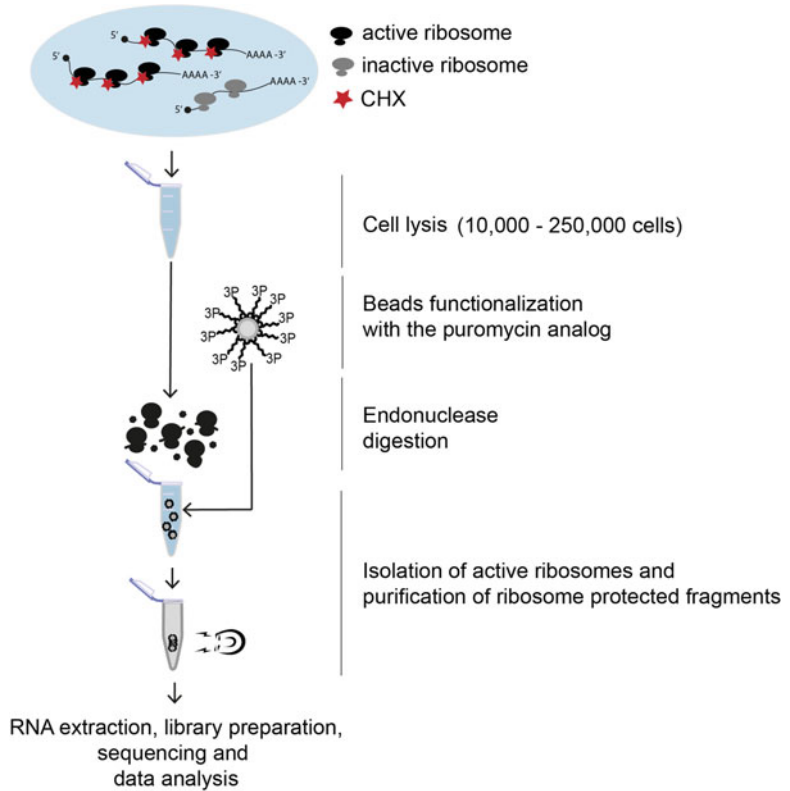 5'
AAAA -3'
5'
AAAA -3'
AAAA -3'
5'
active ribosome
inactive ribosome
CHX
Cell lysis (10,000 - 250,000 cells)
3P
3P
3P
3P
3P
3P
3P
3P
3P
3P
Beads functionalization
with the puromycin analog
Endonuclease
digestion
Isolation of active ribosomes and
purification of ribosome protected fragments
RNA extraction, library preparation,
sequencing and
data analysis